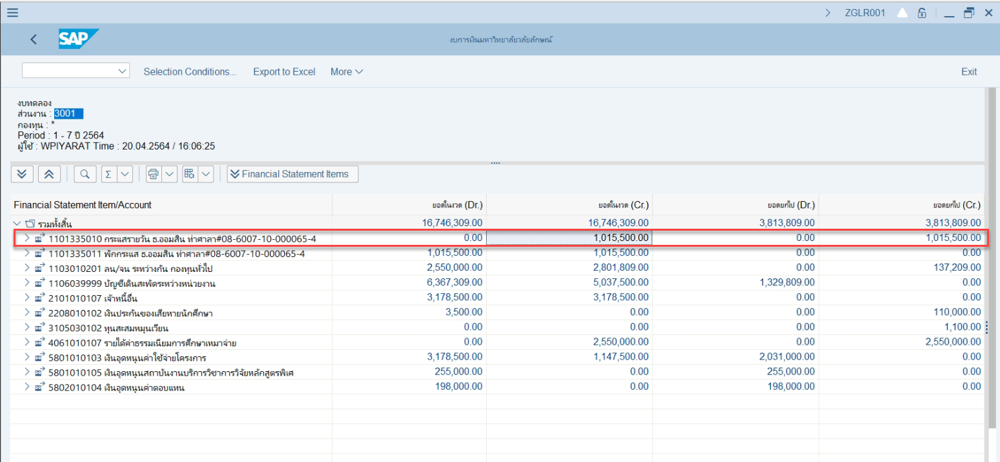 ZGLR001
SAP
งบการเงินมหาวิทยาลัยวลัยลักษณ์
Selection Conditions... Export to Excel More Exit
งบทดลอง
ส่วนงาน : 3001
กองทุน : *
Period : 1 - 7 ปี 2564
ผู้ใช้ : WPIYARAT Time : 20.04.2564 / 16:06:25
Financial Statement Items
Financial Statement Item/Account ยอดในงวด (Dr.) ยอดในงวด (Cr.) ยอดยกไป (Dr.) ยอดยกไป (Cr.)
รวมทั้งสิ้น 16,746,309.00 16,746,309.00 3,813,809.00 3,813,809.00
1101335010 กระแสรายวัน ธ.ออมสิน ท่าศาลา#08-6007-10-000065-4 0.00 1,015,500.00 0.00 1,015,500.00
1101335011 พักกระแส ธ.ออมสิน ท่าศาลา#08-6007-10-000065-4 1,015,500.00 1,015,500.00 0.00 0.00
1103010201 ลน/จน ระหว่างกัน กองทุนทั่วไป 2,550,000.00 2,801,809.00 0.00 137,209.00
1106039999 บัญชีเดินสะพัดระหว่างหน่วยงาน 6,367,309.00 5,037,500.00 1,329,809.00 0.00
2101010107 เจ้าหนี้อื่น 3,178,500.00 3,178,500.00 0.00 0.00
2208010102 เงินประกันของเสียหายนักศึกษา 3,500.00 0.00 0.00 110,000.00
3105030102 ทุนสะสมหมุนเวียน 0.00 0.00 0.00 1,100.00
4061010107 รายได้ค่าธรรมเนียมการศึกษาเหมาจ่าย 0.00 2,550,000.00 0.00 2,550,000.00
5801010103 เงินอุดหนุนค่าใช้จ่ายโครงการ 3,178,500.00 1,147,500.00 2,031,000.00 0.00
5801010105 เงินอุดหนุนสถาบันงานบริการวิชาการวิจัยหลักสูตรพิเศ 255,000.00 0.00 255,000.00 0.00
5802010104 เงินอุดหนุนค่าตอบแทน 198,000.00 0.00 198,000.00 0.00